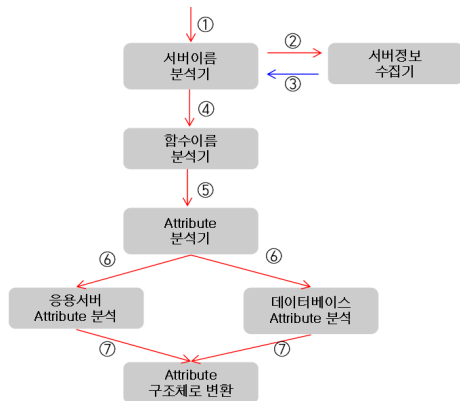 ①
서버이름
분석기
②
③
서버정보
수집기
④
함수이름
분석기
⑤
Attribute
분석기
⑥
⑥
응용서버
Attribute 분석
데이터베이스
Attribute 분석
⑦
⑦
Attribute
구조체로 변환